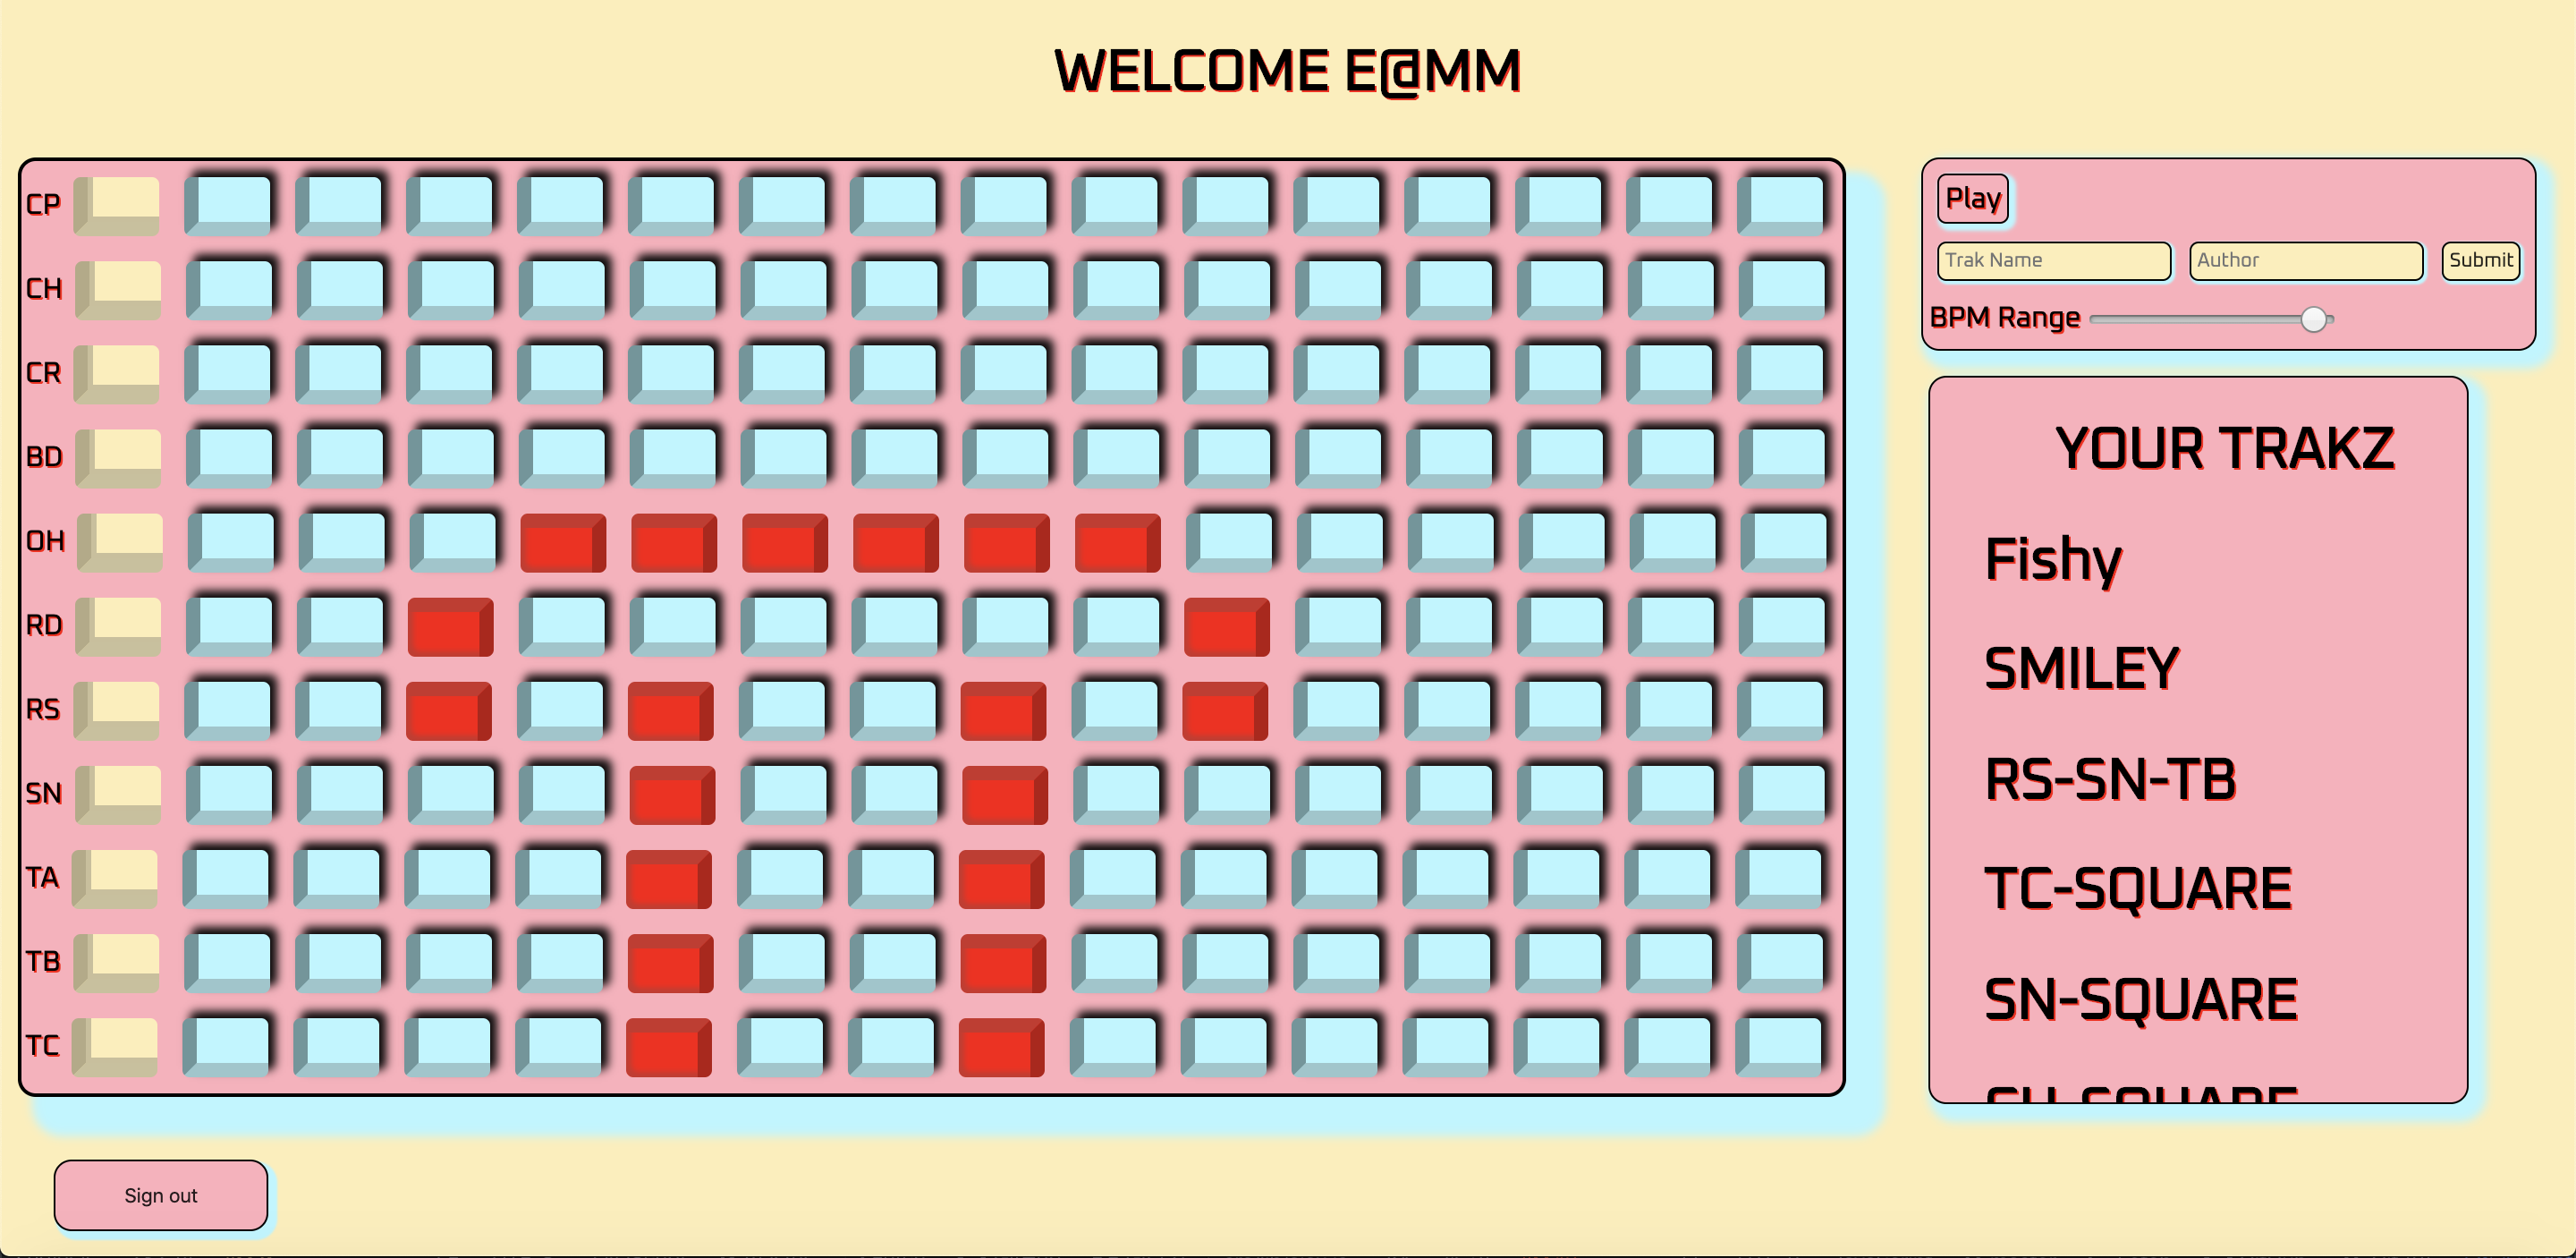 WELCOME E@MM
CP
CH
CR
BD
OH
RD
RS
SN
TA
TB
TC
Play
Trak Name Author Submit
BPM Range
YOUR TRAKZ
Fishy
SMILEY
RS-SN-TB
TC-SQUARE
SN-SQUARE
Sign out